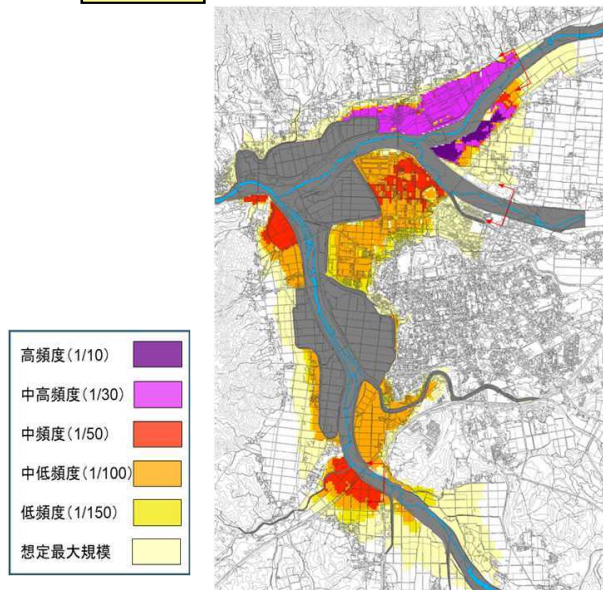 高頻度(1/10)
中高頻度(1/30)
中頻度(1/50)
中低頻度(1/100)
低頻度(1/150)
想定最大規模